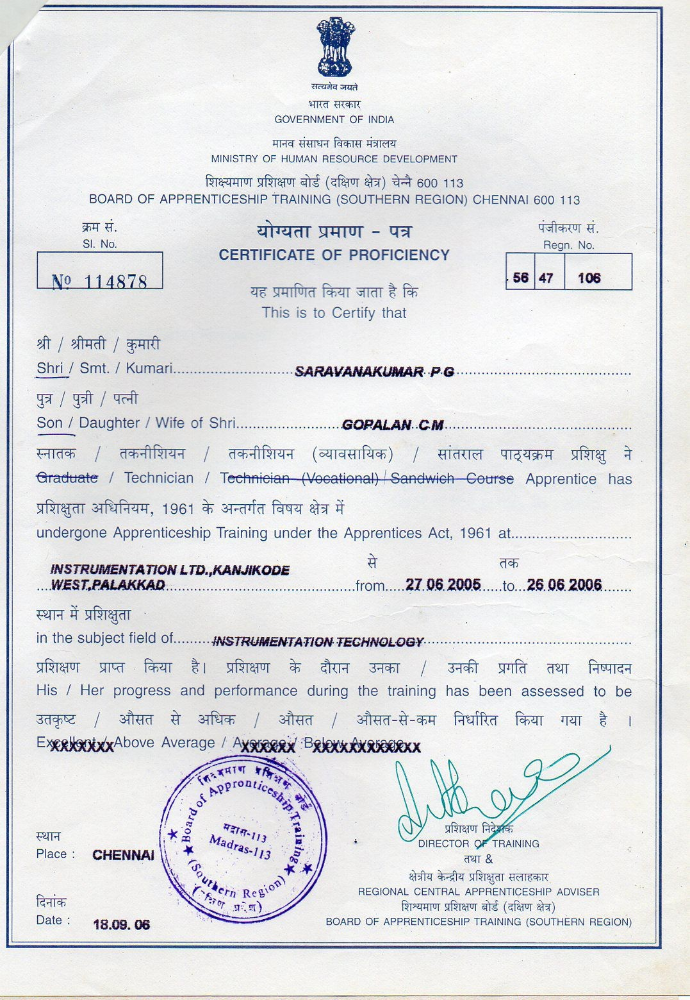 सत्यमेव जयते
भारत सरकार
GOVERNMENT OF INDIA
मानव संसाधन विकास मंत्रालय
MINISTRY OF HUMAN RESOURCE DEVELOPMENT
शिक्ष्यमाण प्रशिक्षण बोर्ड (दक्षिण क्षेत्र) चेन्नै 600 113
BOARD OF APPRENTICESHIP TRAINING (SOUTHERN REGION) CHENNAI 600 113
क्रम सं.
Sl. No.
Nº 114878
योग्यता प्रमाण - पत्र
CERTIFICATE OF PROFICIENCY
पंजीकरण सं.
Regn. No.
56 47 106
यह प्रमाणित किया जाता है कि
This is to Certify that
श्री / श्रीमती / कुमारी
Shri / Smt. / Kumari SARAVANAKUMAR P G
पुत्र / पुत्री / पत्नी
Son / Daughter / Wife of Shri GOPALAN C M
स्नातक / तकनीशियन / तकनीशियन (व्यावसायिक) / सांतराल पाठ्यक्रम प्रशिक्षु ने
Graduate / Technician / Technician (Vocational) / Sandwich Course Apprentice has
प्रशिक्षुता अधिनियम, 1961 के अन्तर्गत विषय क्षेत्र में
undergone Apprenticeship Training under the Apprentices Act, 1961 at
से तक
INSTRUMENTATION LTD.,KANJIKODE
WEST,PALAKKAD from 27 06 2005 to 26 06 2006
स्थान में प्रशिक्षुता
in the subject field of INSTRUMENTATION TECHNOLOGY
प्रशिक्षण प्राप्त किया है। प्रशिक्षण के दौरान उनका / उनकी प्रगति तथा निष्पादन
His / Her progress and performance during the training has been assessed to be
उतकृष्ट / औसत से अधिक / औसत / औसत-से-कम निर्धारित किया गया है ।
Excellent / Above Average / Average / Below Average
XXXXXXX XXXXXX XXXXXXXXXXXX
Board of Apprenticeship Training
मद्रास-113
Madras-113
(Southern Region)
स्थान
Place : CHENNAI
दिनांक
Date : 18.09. 06
प्रशिक्षण निदेशक
DIRECTOR OF TRAINING
तथा &
क्षेत्रीय केन्द्रीय प्रशिक्षुता सलाहकार
REGIONAL CENTRAL APPRENTICESHIP ADVISER
शिश्यमाण प्रशिक्षण बोर्ड (दक्षिण क्षेत्र)
BOARD OF APPRENTICESHIP TRAINING (SOUTHERN REGION)